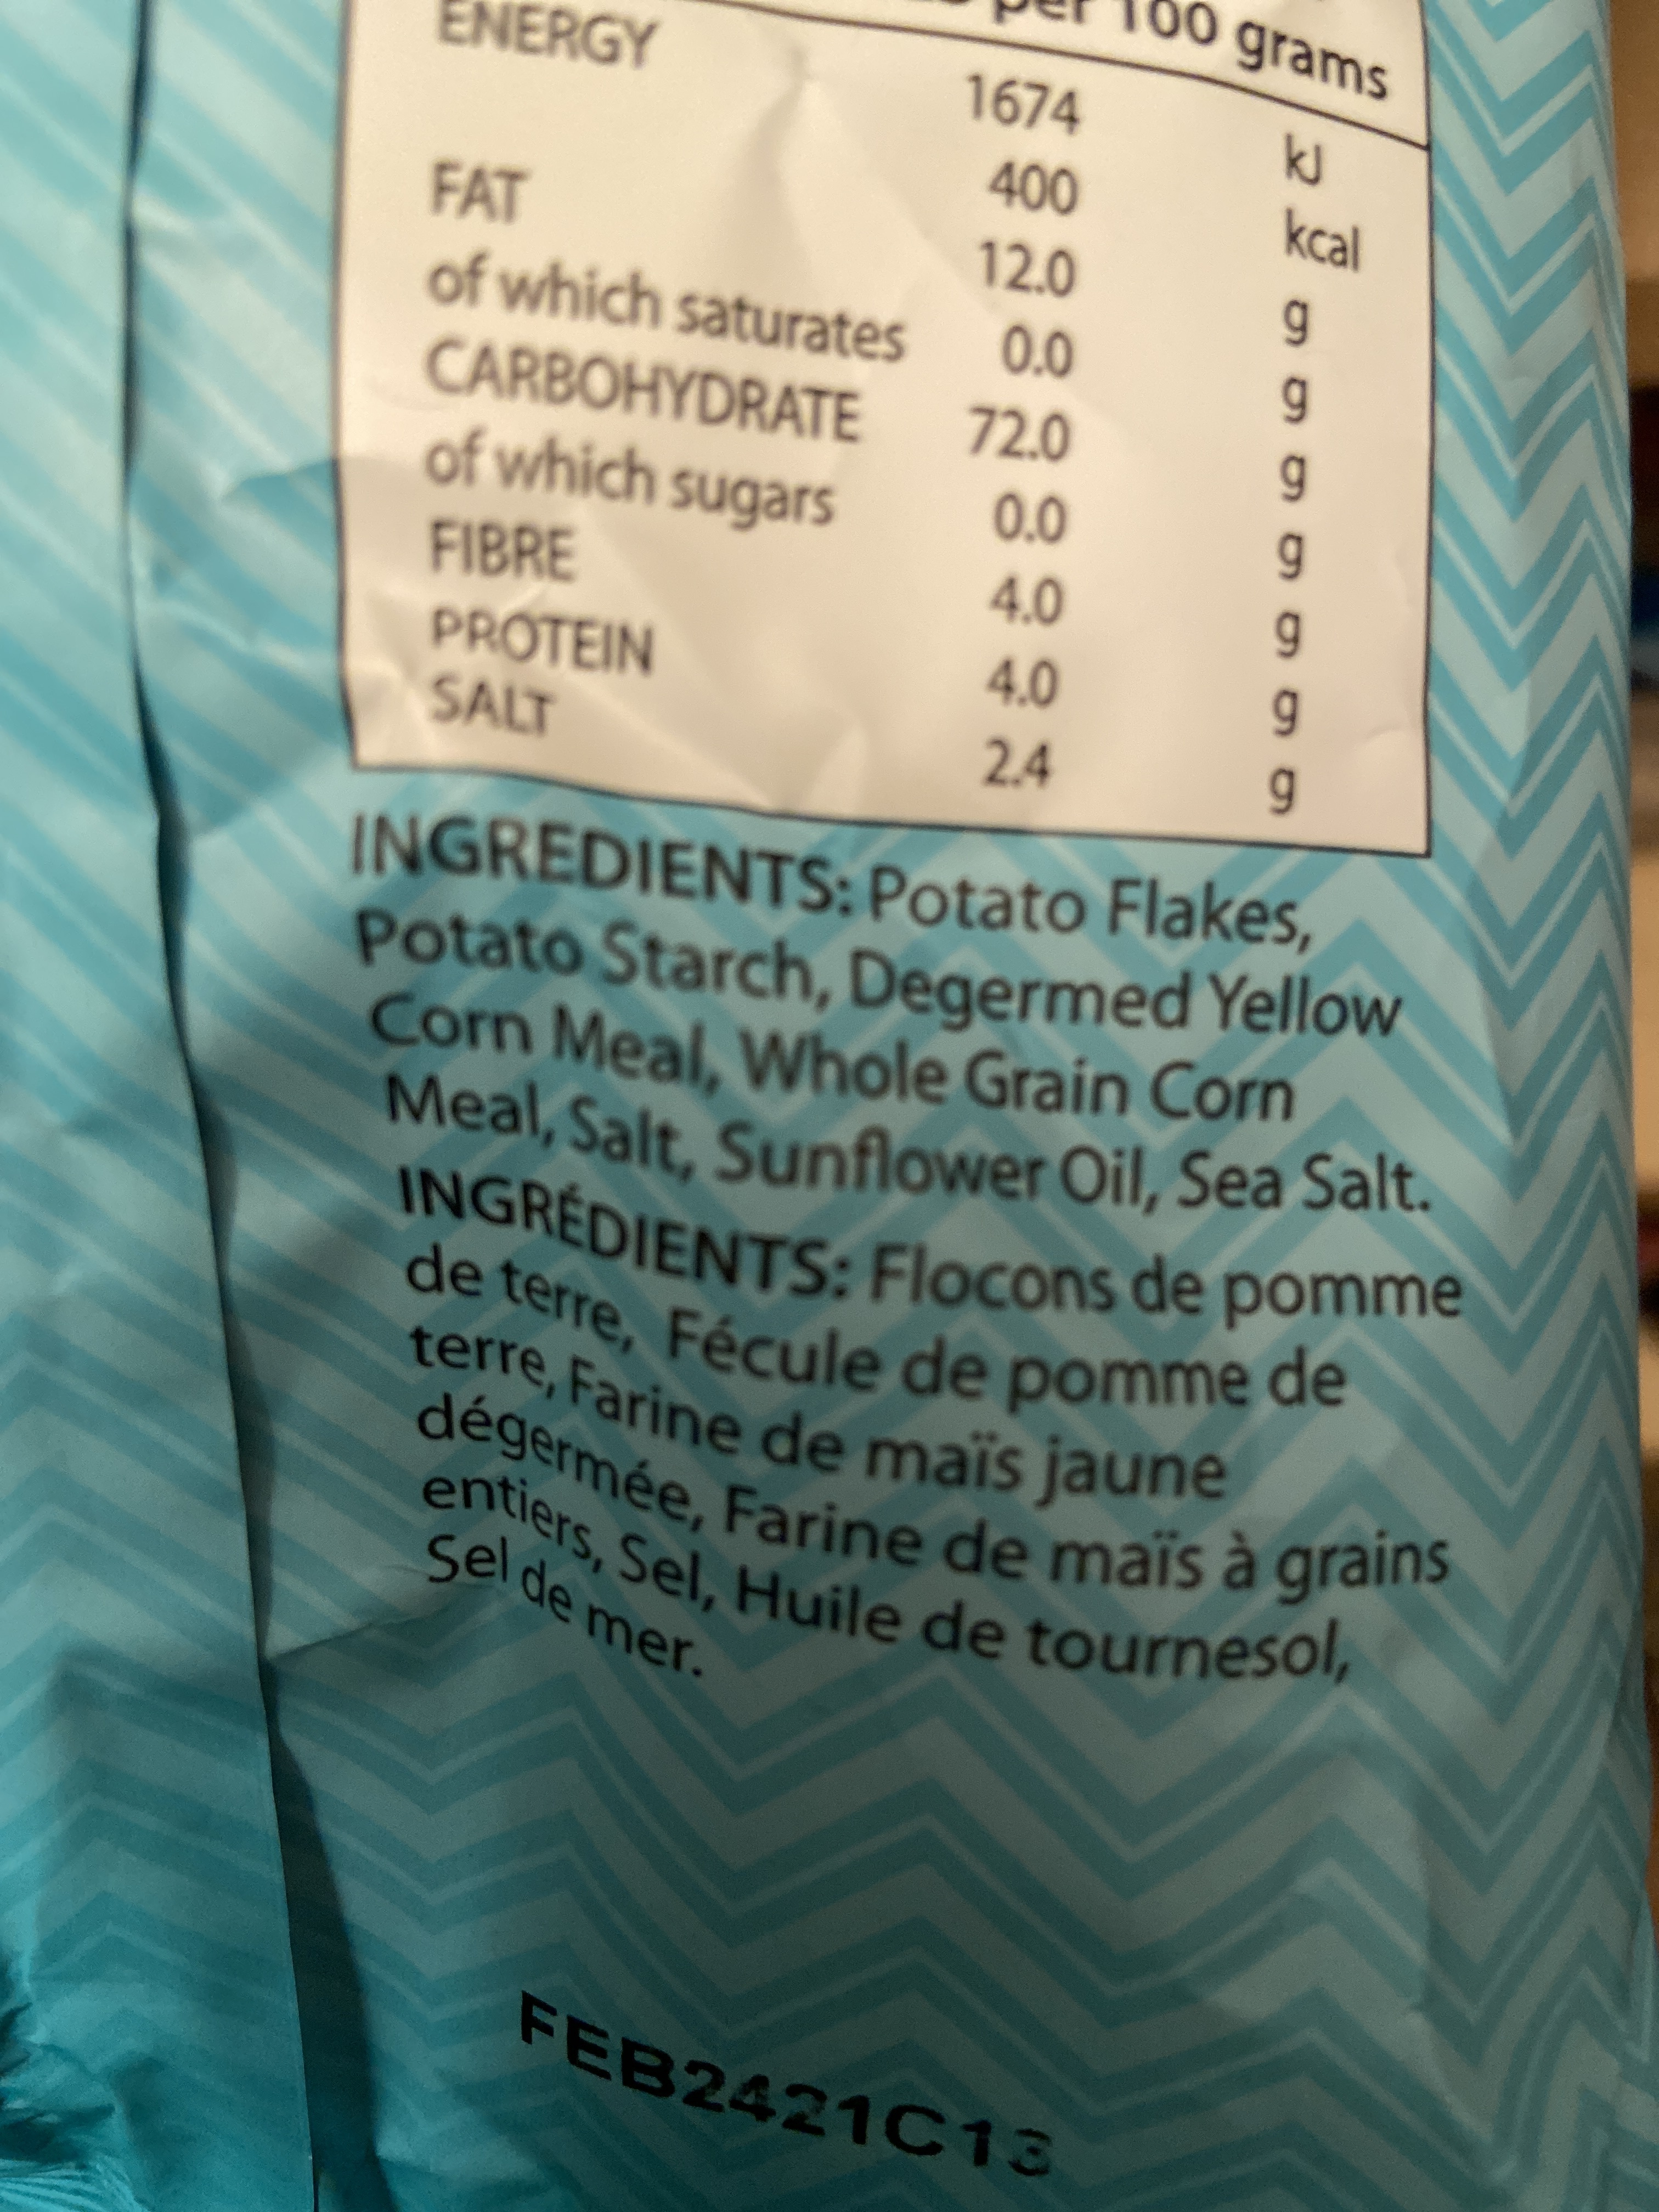 per 100 grams
ENERGY 1674 kJ
400 kcal
FAT 12.0 g
of which saturates 0.0 g
CARBOHYDRATE 72.0 g
of which sugars 0.0 g
FIBRE 4.0 g
PROTEIN 4.0 g
SALT 2.4 g
INGREDIENTS: Potato Flakes,
Potato Starch, Degermed Yellow
Corn Meal, Whole Grain Corn
Meal, Salt, Sunflower Oil, Sea Salt.
INGRÉDIENTS: Flocons de pomme
de terre, Fécule de pomme de
terre, Farine de maïs jaune
dégermée, Farine de maïs à grains
entiers, Sel, Huile de tournesol,
Sel de mer.
FEB2421C13